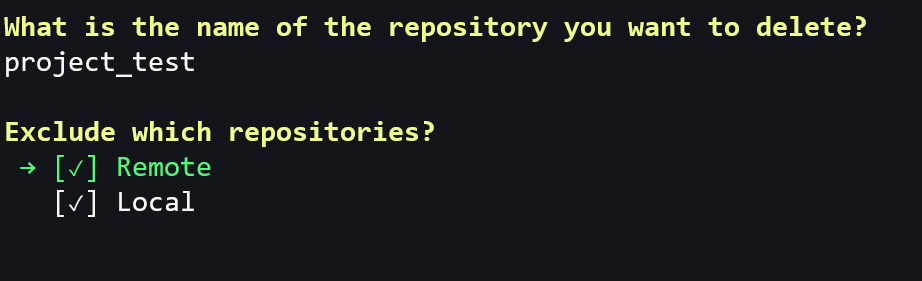 What is the name of the repository you want to delete?
project_test
Exclude which repositories?
→ [✓] Remote
[✓] Local